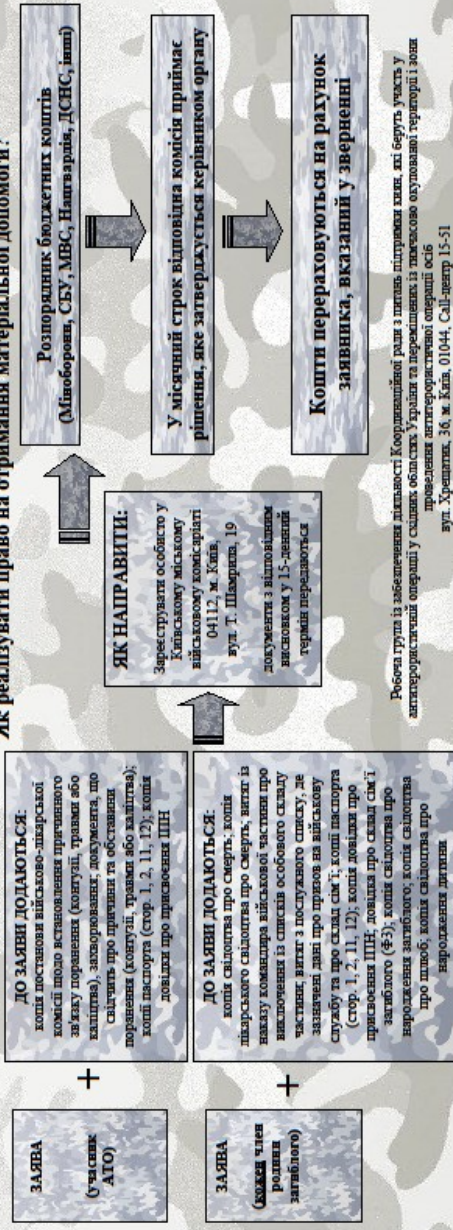 Як реалізувати право на отримання матеріальної допомоги?
ЗАЯВА
(учасник
АТО)
+
ДО ЗАЯВИ ДОДАЮТЬСЯ:
копія постанови військово-лікарської
комісії щодо встановлення причинного
зв'язку поранення (контузії, травми або
каліцтва), захворювання, документа, що
свідчить про причини та обставини
поранення (контузії, травми або каліцтва);
копії паспорта (стор. 1, 2, 11, 12); копія
довідки про присвоєння ІПН
ЗАЯВА
(кожен член
родини
загиблого)
+
ДО ЗАЯВИ ДОДАЮТЬСЯ:
копія свідоцтва про смерть; копія
лікарського свідоцтва про смерть; витяг із
наказу командира військової частини про
виключення із списків особового складу
частини; витяг з послужного списку, де
зазначені дані про призов на військову
службу та про склад сім'ї; копії паспорта
(стор. 1, 2, 11, 12); копія довідки про
присвоєння ІПН; довідка про склад сім'ї
загиблого (Ф3), копія свідоцтва про
народження загиблого; копія свідоцтва
про шлюб; копія свідоцтва про
народження дитини
ЯК НАПРАВИТИ:
Зареєструвати особисто у
Київському міському
військовому комісаріаті
04112, м. Київ,
вул. Т. Шамрила, 19
документи з відповідним
висновком у 15-денний
термін передаються
Розпорядник бюджетних коштів
(Міноборони, СБУ, МВС, Нацгвардія, ДСНС, інші)
У місячний строк відповідна комісія приймає
рішення, яке затверджується керівником органу
Кошти перераховуються на рахунок
заявника, вказаний у зверненні
Робоча група із забезпечення діяльності Координаційної ради з питань підтримки киян, які беруть участь у
антитерористичній операції у східних областях України та переміщених із тимчасово окупованої території і зони
проведення антитерористичної операції осіб
вул. Хрещатик, 36, м. Київ, 01044, Call-центр 15-51